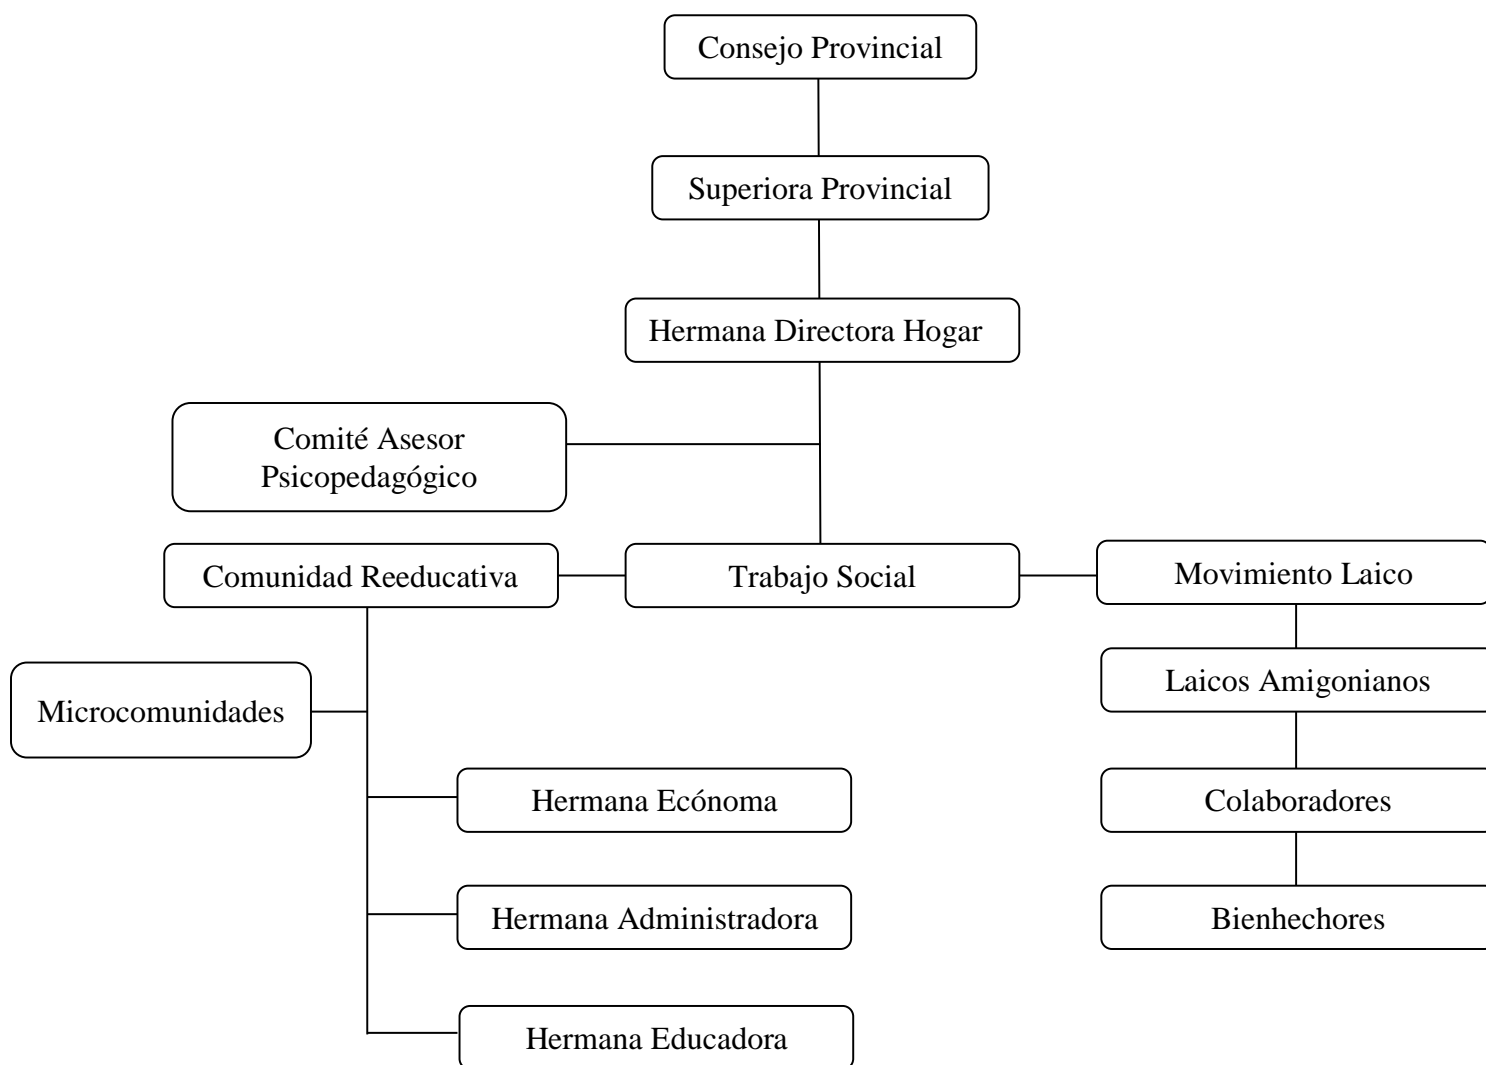 Consejo Provincial
Superiora Provincial
Hermana Directora Hogar
Comité Asesor
Psicopedagógico
Comunidad Reeducativa
Trabajo Social
Movimiento Laico
Laicos Amigonianos
Microcomunidades
Hermana Ecónoma
Colaboradores
Hermana Administradora
Bienhechores
Hermana Educadora